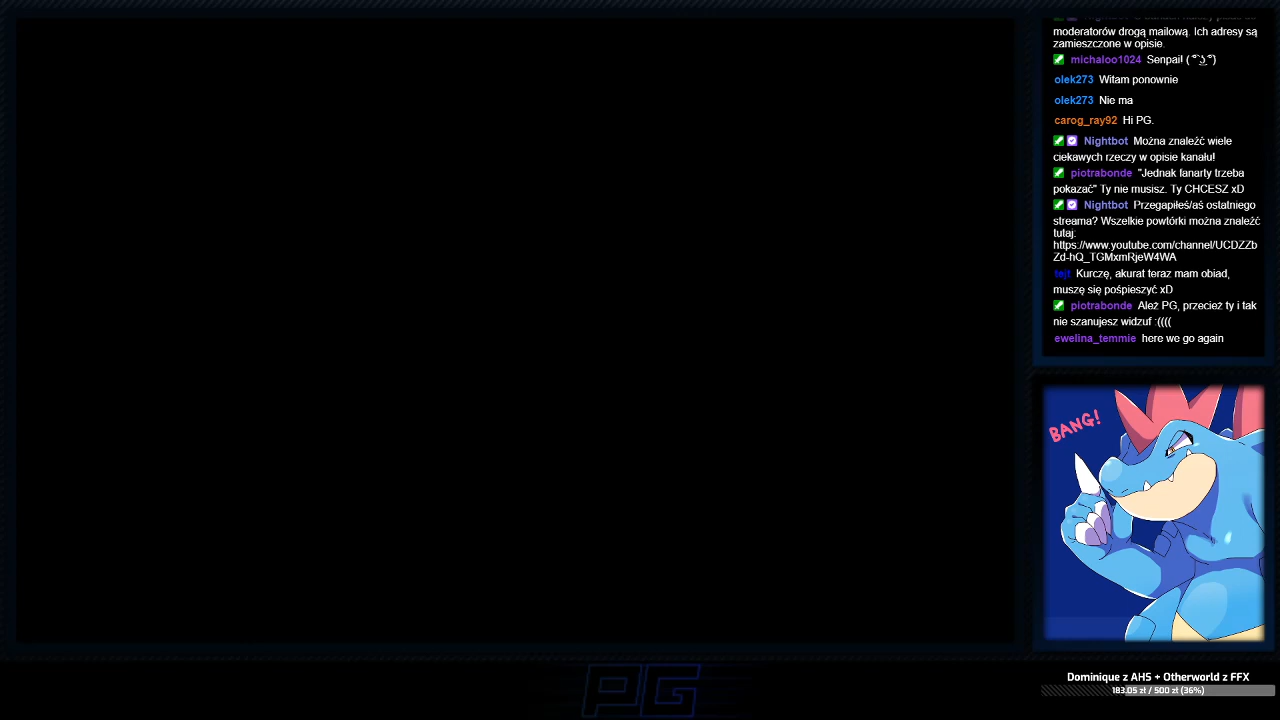 moderatorów drogą mailową. Ich adresy są
zamieszczone w opisie.
michaloo1024 Senpai! ( ͡° ͜ʖ ͡°)
olek273 Witam ponownie
olek273 Nie ma
carog_ray92 Hi PG.
Nightbot Można znaleźć wiele
ciekawych rzeczy w opisie kanału!
piotrabonde "Jednak fanarty trzeba
pokazać" Ty nie musisz. Ty CHCESZ xD
Nightbot Przegapiłeś/aś ostatniego
streama? Wszelkie powtórki można znaleźć
tutaj:
https://www.youtube.com/channel/UCDZZb
Zd-hQ_TGMxmRjeW4WA
tejt Kurczę, akurat teraz mam obiad,
muszę się pośpieszyć xD
piotrabonde Ależ PG, przecież ty i tak
nie szanujesz widzuf :((((
ewelina_temmie here we go again
BANG!
PG
Dominique z AHS + Otherworld z FFX
183.05 zł / 500 zł (36%)